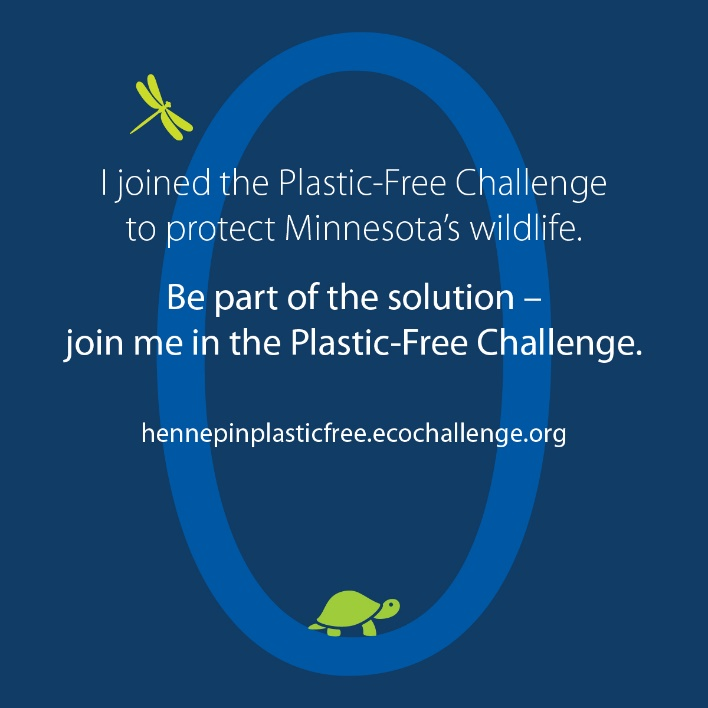 I joined the Plastic-Free Challenge
to protect Minnesota’s wildlife.
Be part of the solution –
join me in the Plastic-Free Challenge.
hennepinplasticfree.ecochallenge.org